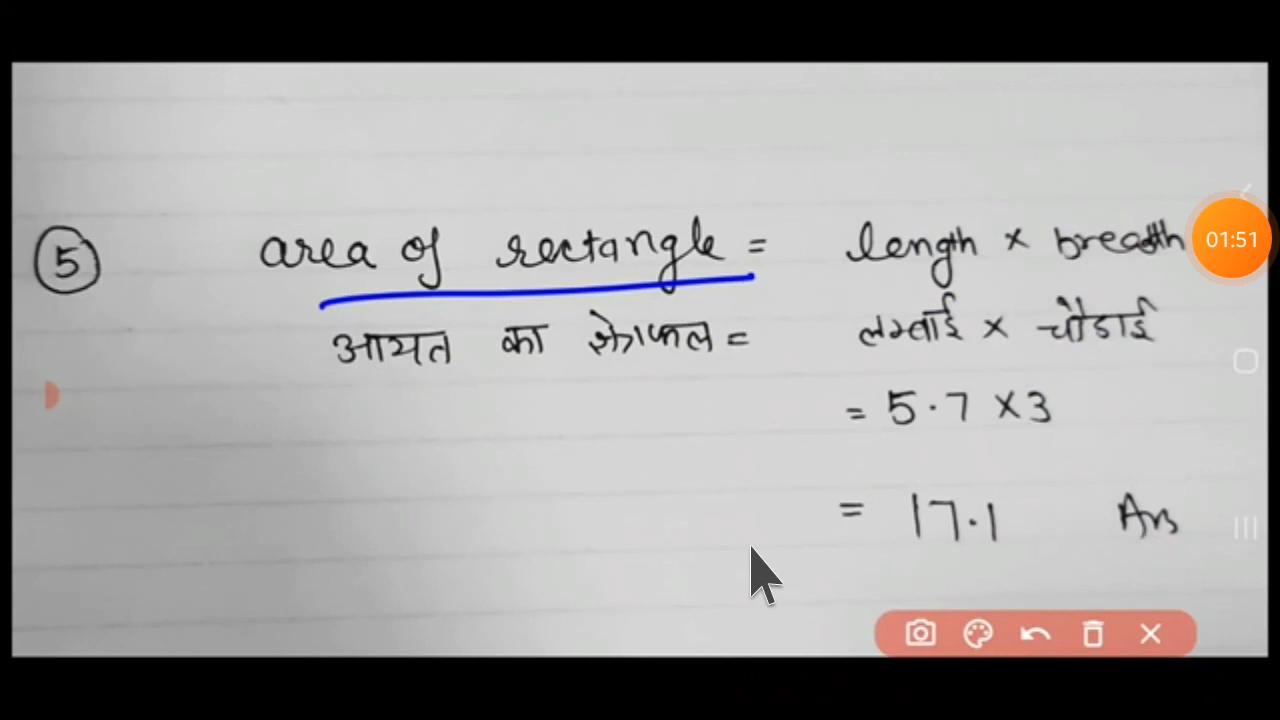 5 area of rectangle = length × breadth
आयत का क्षेत्रफल = लम्बाई × चौडाई
= 5.7 × 3
= 17.1 Ans
01:51